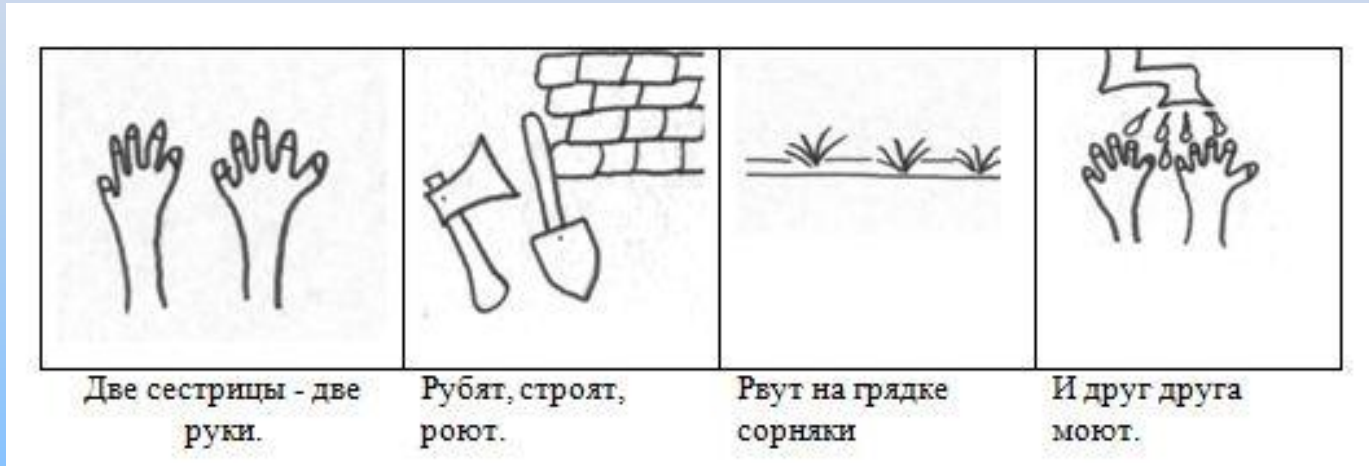 Две сестрицы - две
руки.
Рубят, строят,
роют.
Рвут на грядке
сорняки
И друг друга
моют.